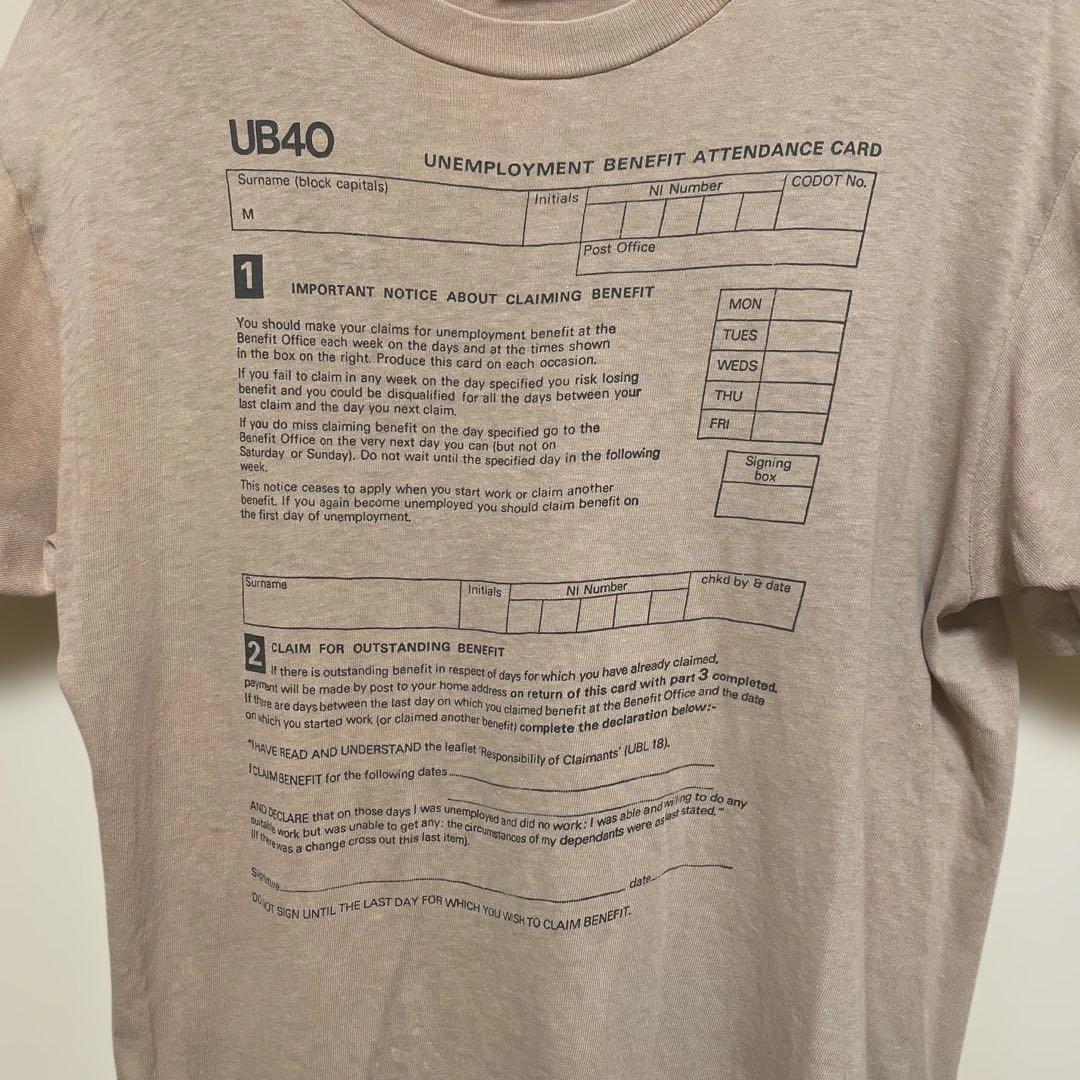 UB40
UNEMPLOYMENT BENEFIT ATTENDANCE CARD
Surname (block capitals)
Initials
NI Number
CODOT No.
M
Post Office
1
IMPORTANT NOTICE ABOUT CLAIMING BENEFIT
You should make your claims for unemployment benefit at the
Benefit Office each week on the days and at the times shown
in the box on the right. Produce this card on each occasion.
If you fail to claim in any week on the day specified you risk losing
benefit and you could be disqualified for all the days between your
last claim and the day you next claim.
If you do miss claiming benefit on the day specified go to the
Benefit Office on the very next day you can (but not on
Saturday or Sunday). Do not wait until the specified day in the following
week.
This notice ceases to apply when you start work or claim another
benefit. If you again become unemployed you should claim benefit on
the first day of unemployment.
MON
TUES
WEDS
THU
FRI
Signing
box
Surname
Initials
NI Number
chkd by & date
2
CLAIM FOR OUTSTANDING BENEFIT
If there is outstanding benefit in respect of days for which you have already claimed,
payment will be made by post to your home address on return of this card with part 3 completed.
If there are days between the last day on which you claimed benefit at the Benefit Office and the date
on which you started work (or claimed another benefit) complete the declaration below:-
"I HAVE READ AND UNDERSTAND the leaflet 'Responsibility of Claimants' (UBL 18).
I CLAIM BENEFIT for the following dates
AND DECLARE that on those days I was unemployed and did no work: I was able and willing to do any
suitable work but was unable to get any: the circumstances of my dependants were as last stated."
(If there was a change cross out this last item).
Signature
date
DO NOT SIGN UNTIL THE LAST DAY FOR WHICH YOU WISH TO CLAIM BENEFIT.